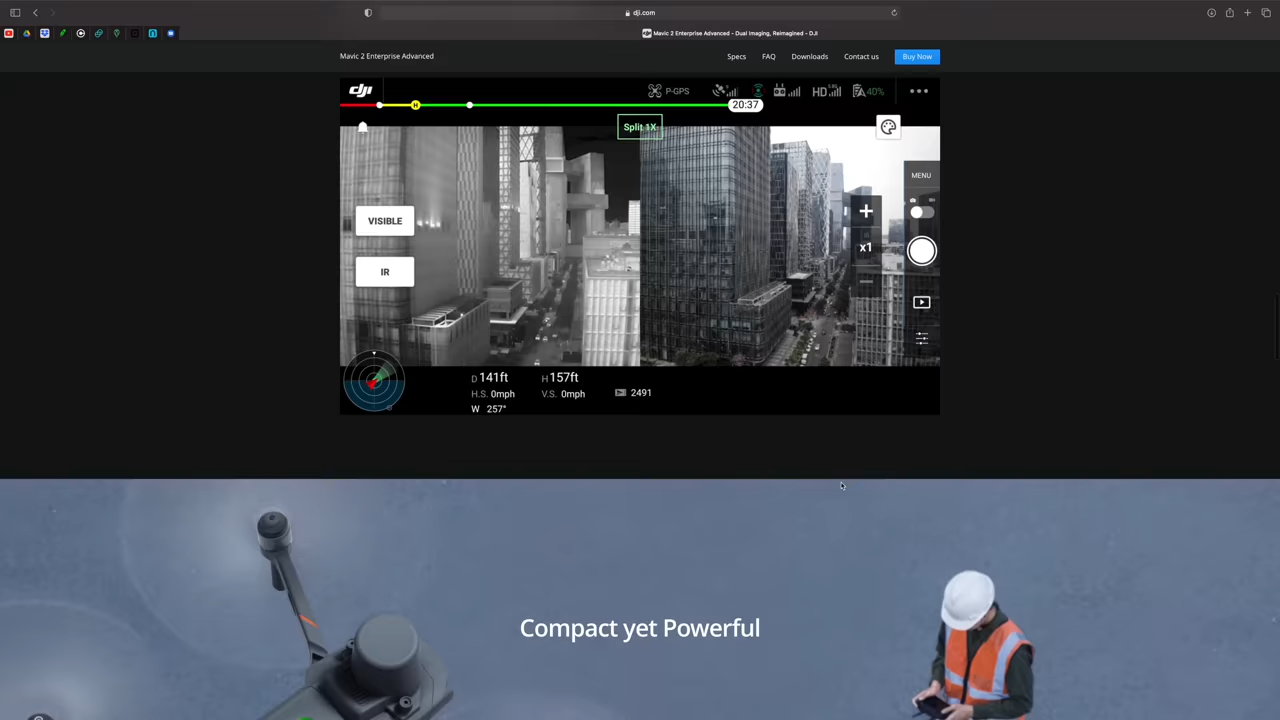 dji.com
Mavic 2 Enterprise Advanced - Dual Imaging, Reimagined - DJI
Mavic 2 Enterprise Advanced
Specs
FAQ
Downloads
Contact us
Buy Now
dji
P-GPS
HD
40%
20:37
Split 1X
MENU
VISIBLE
x1
IR
D 141ft
H 157ft
H.S. 0mph
V.S. 0mph
2491
W 257°
Compact yet Powerful